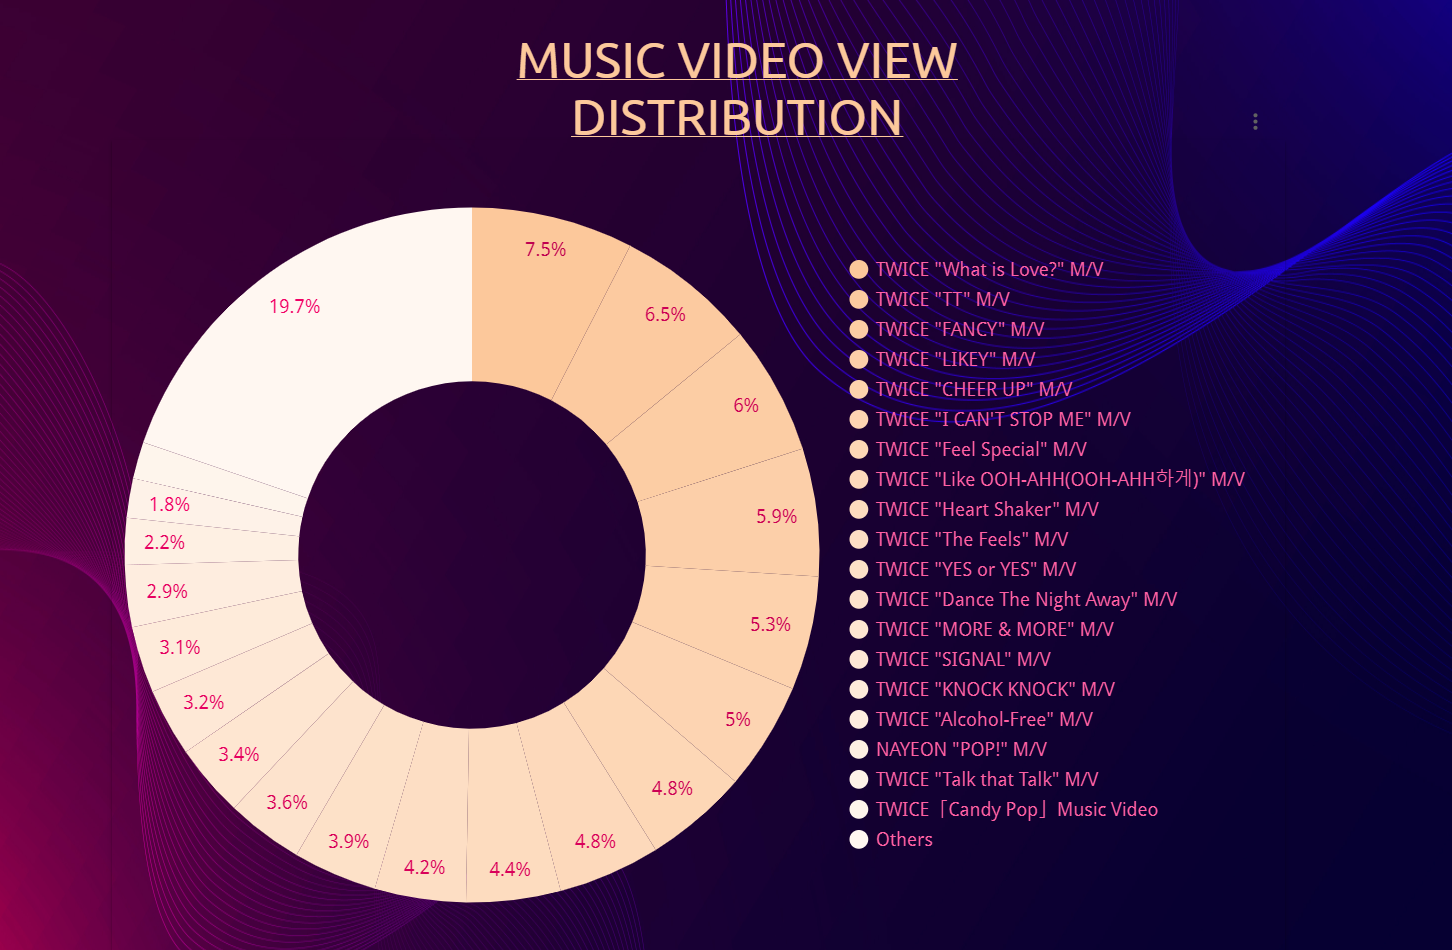 MUSIC VIDEO VIEW
DISTRIBUTION
7.5%
6.5%
6%
5.9%
5.3%
5%
4.8%
4.8%
4.4%
4.2%
3.9%
3.6%
3.4%
3.2%
3.1%
2.9%
2.2%
1.8%
19.7%
TWICE "What is Love?" M/V
TWICE "TT" M/V
TWICE "FANCY" M/V
TWICE "LIKEY" M/V
TWICE "CHEER UP" M/V
TWICE "I CAN'T STOP ME" M/V
TWICE "Feel Special" M/V
TWICE "Like OOH-AHH(OOH-AHH하게)" M/V
TWICE "Heart Shaker" M/V
TWICE "The Feels" M/V
TWICE "YES or YES" M/V
TWICE "Dance The Night Away" M/V
TWICE "MORE & MORE" M/V
TWICE "SIGNAL" M/V
TWICE "KNOCK KNOCK" M/V
TWICE "Alcohol-Free" M/V
NAYEON "POP!" M/V
TWICE "Talk that Talk" M/V
TWICE「Candy Pop」Music Video
Others